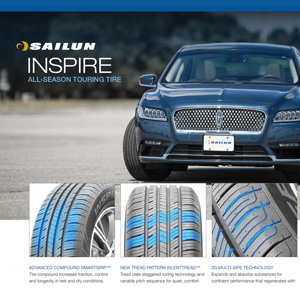 SAILUN
INSPIRE
ALL-SEASON TOURING TIRE
SAILUN
ADVANCED COMPOUND SMARTGRIP™
Tire compound increases traction, control
and longevity in wet and dry conditions.
NEW TREAD PATTERN SILENTTREAD™
Tread uses staggered tuning technology and
variable pitch sequence for quiet, comfort
3D MULTI-SIPE TECHNOLOGY
Expands and absorbs substances for
confident performance that regenerates with